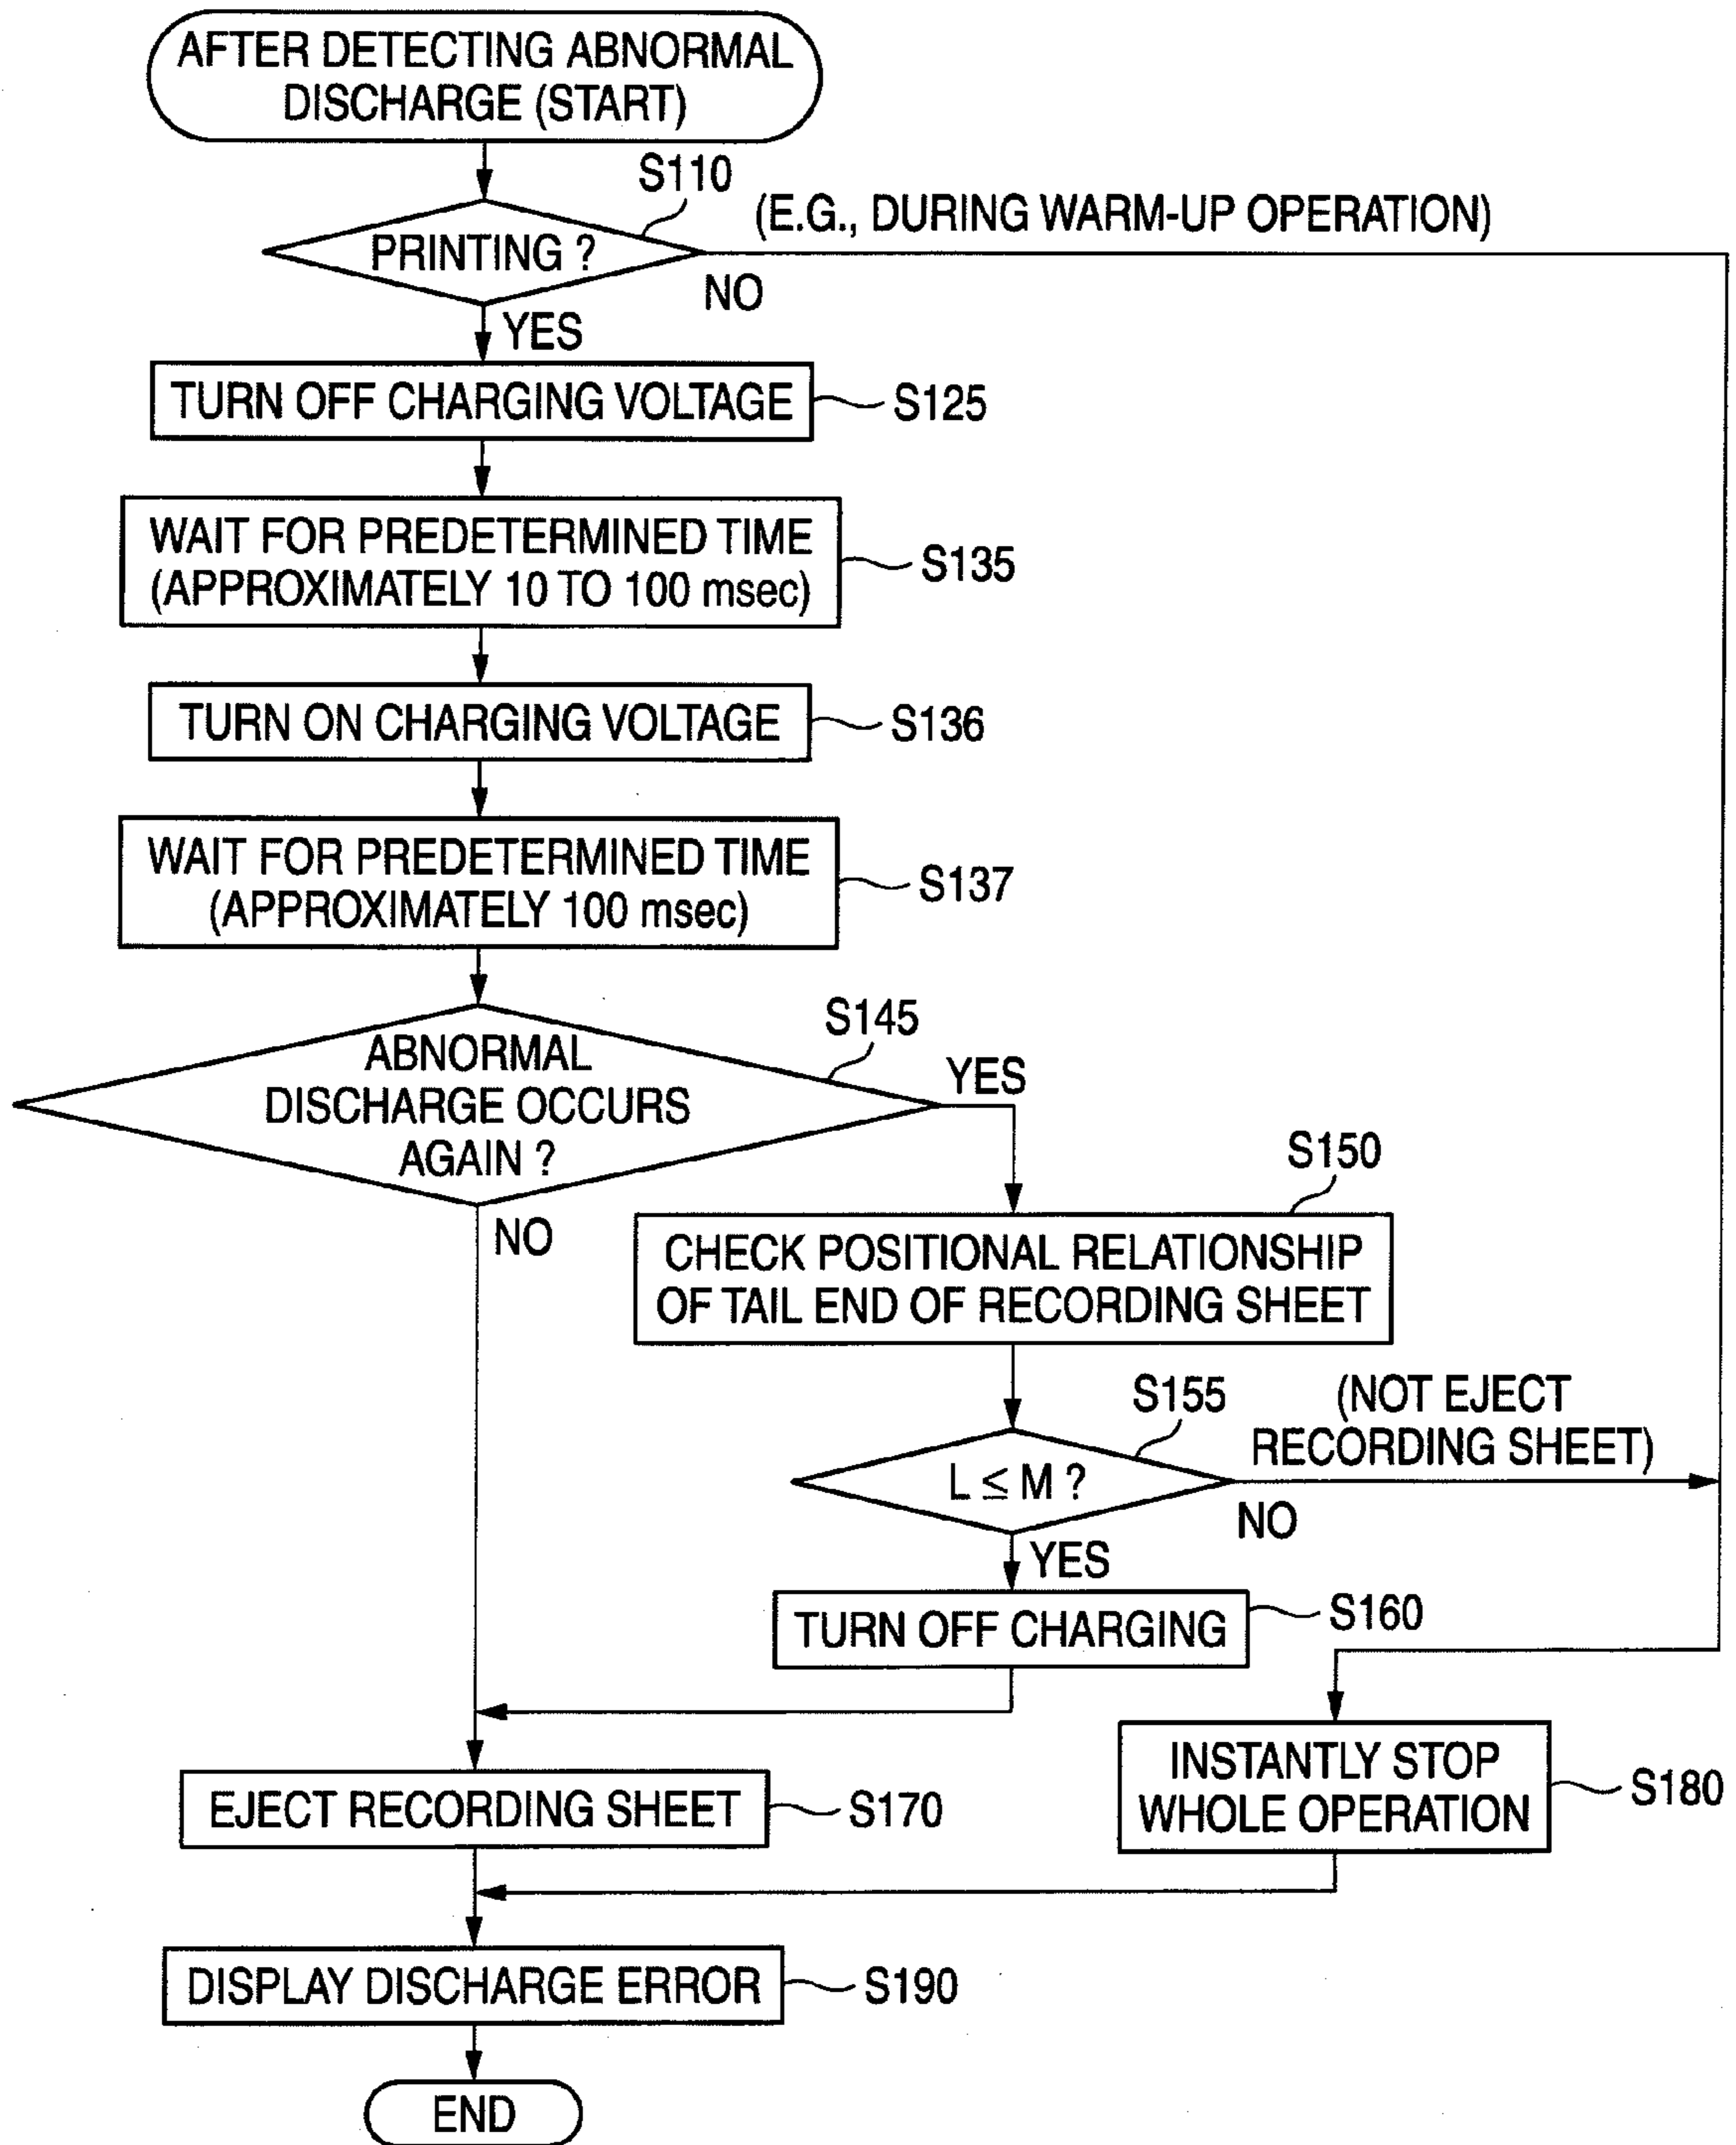 AFTER DETECTING ABNORMAL
DISCHARGE (START)
S110
(E.G., DURING WARM-UP OPERATION)
PRINTING ?
NO
YES
TURN OFF CHARGING VOLTAGE
S125
WAIT FOR PREDETERMINED TIME
(APPROXIMATELY 10 TO 100 msec)
S135
TURN ON CHARGING VOLTAGE
S136
WAIT FOR PREDETERMINED TIME
(APPROXIMATELY 100 msec)
S137
S145
ABNORMAL
DISCHARGE OCCURS
AGAIN ?
YES
NO
S150
CHECK POSITIONAL RELATIONSHIP
OF TAIL END OF RECORDING SHEET
S155
(NOT EJECT
RECORDING SHEET)
L ≤ M ?
NO
YES
TURN OFF CHARGING
S160
INSTANTLY STOP
WHOLE OPERATION
S180
EJECT RECORDING SHEET
S170
DISPLAY DISCHARGE ERROR
S190
END